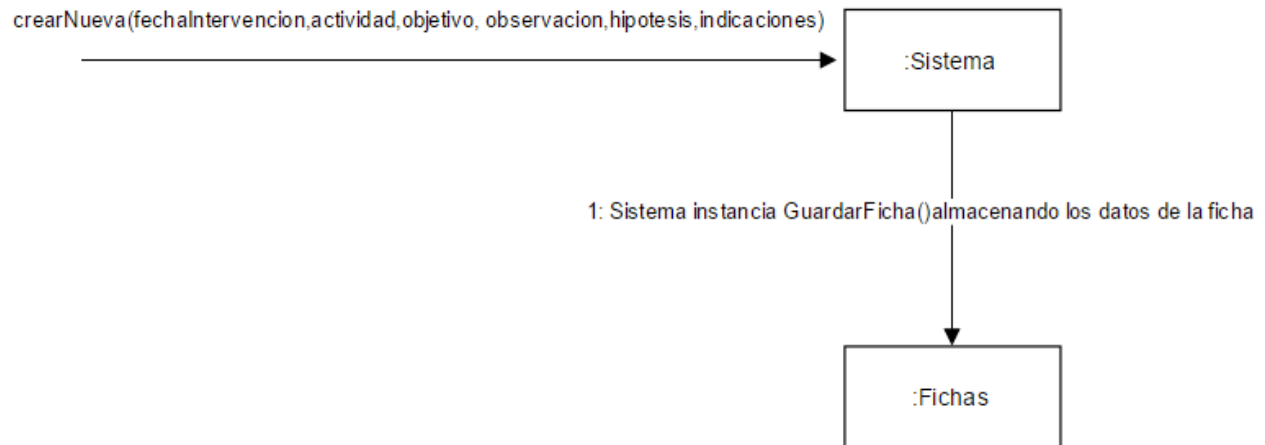 crearNueva(fechaIntervencion,actividad,objetivo, observacion,hipotesis,indicaciones)
:Sistema
1: Sistema instancia GuardarFicha()almacenando los datos de la ficha
:Fichas